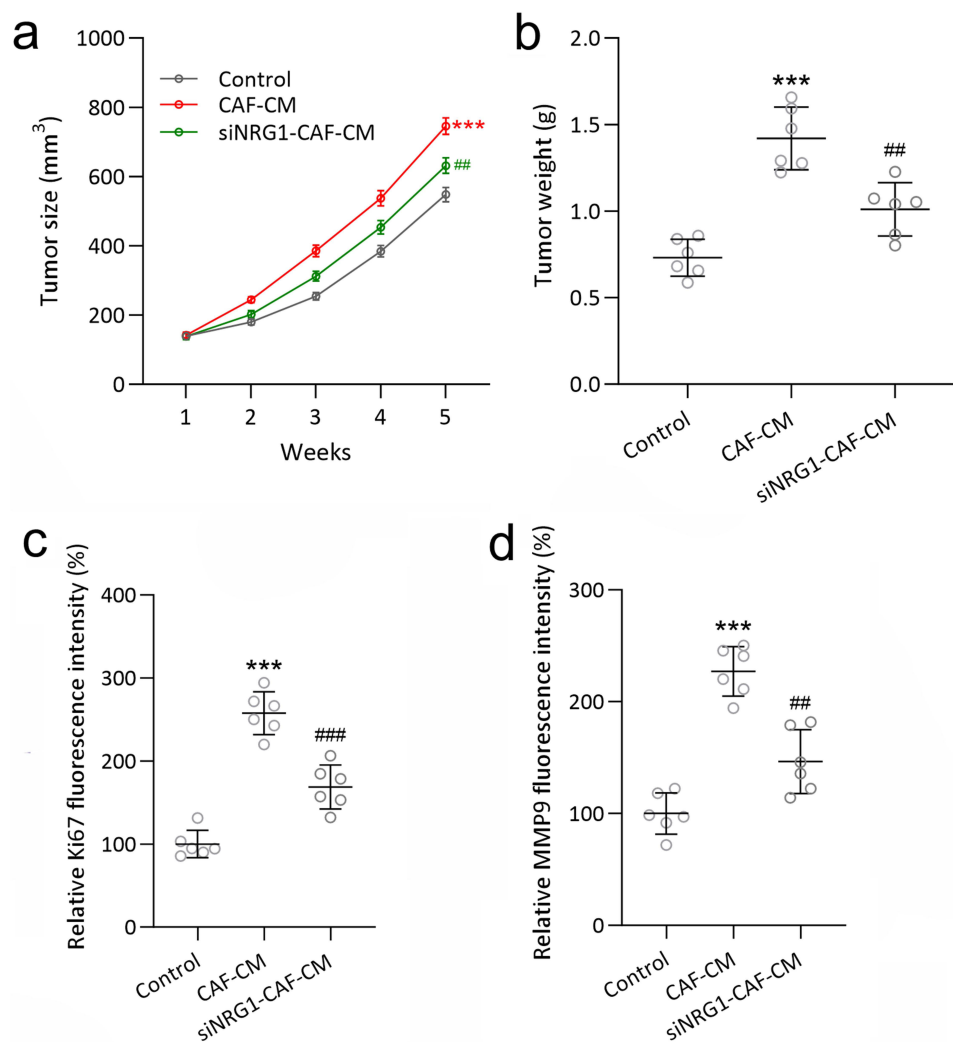 a
Tumor size (mm³)
1000
800
600
400
200
0
Control
CAF-CM
siNRG1-CAF-CM
***
##
1 2 3 4 5
Weeks
b
Tumor weight (g)
2.0
1.5
1.0
0.5
0.0
***
##
Control
CAF-CM
siNRG1-CAF-CM
c
Relative Ki67 fluorescence intensity (%)
400
300
200
100
0
***
###
Control
CAF-CM
siNRG1-CAF-CM
d
Relative MMP9 fluorescence intensity (%)
300
200
100
0
***
##
Control
CAF-CM
siNRG1-CAF-CM